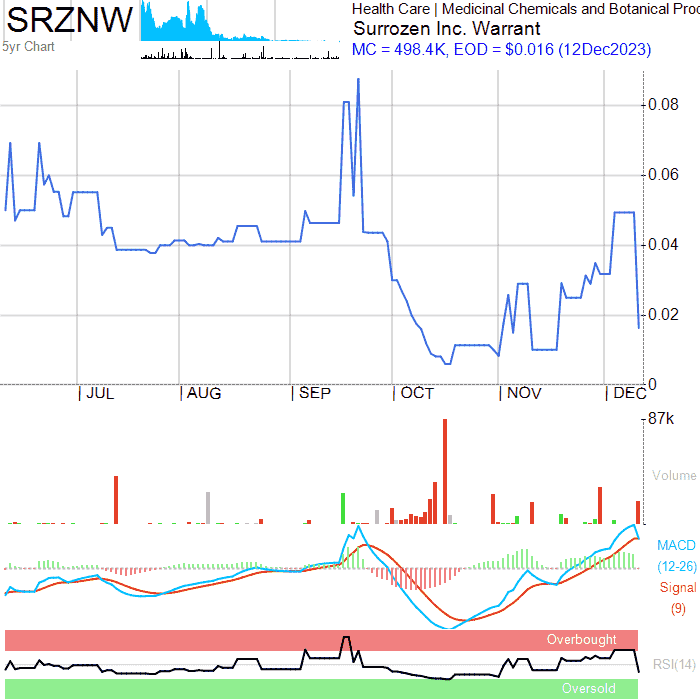 SRZNW
5yr Chart
Health Care | Medicinal Chemicals and Botanical Proc
Surrozen Inc. Warrant
MC = 498.4K, EOD = $0.016 (12Dec2023)
0.08
0.06
0.04
0.02
0
| JUL | AUG | SEP | OCT | NOV | DEC
87k
Volume
MACD
(12-26)
Signal
(9)
Overbought
RSI(14)
Oversold